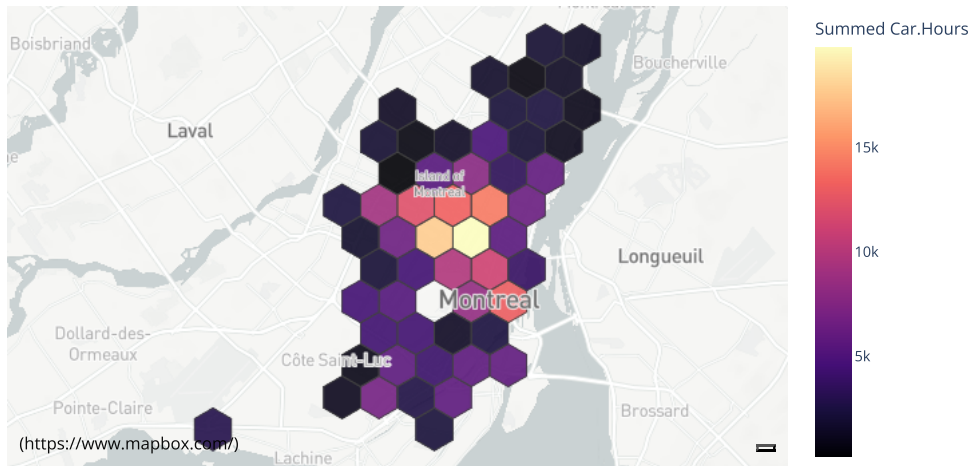 Summed Car.Hours
Boisbriand
Boucherville
Laval
15k
Island of
Montreal
Longueuil
10k
Montreal
Dollard-des-
Ormeaux
Côte Saint-Luc
5k
Pointe-Claire
Brossard
(https://www.mapbox.com/)
Lachine